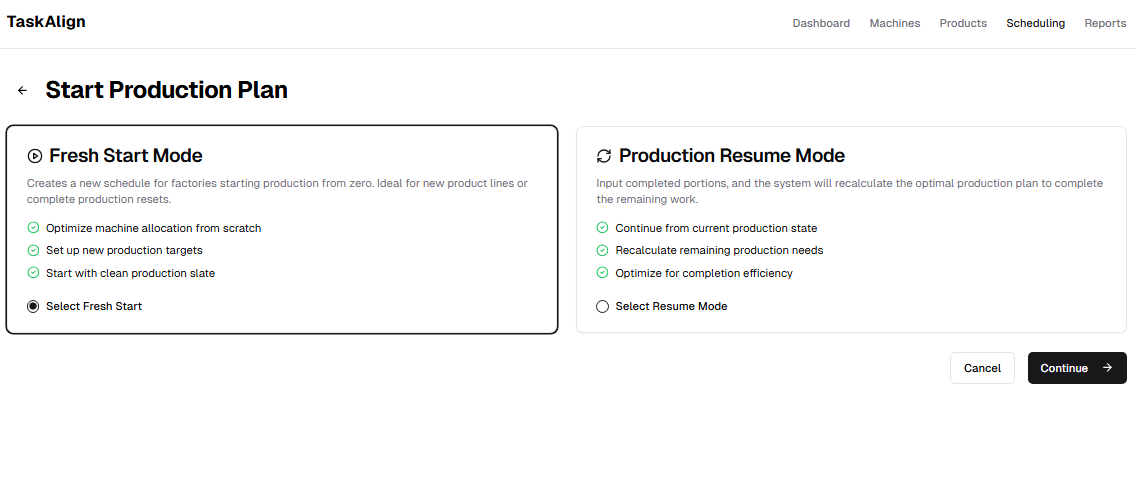 TaskAlign
Dashboard Machines Products Scheduling Reports
Start Production Plan
Fresh Start Mode
Creates a new schedule for factories starting production from zero. Ideal for new product lines or
complete production resets.
Optimize machine allocation from scratch
Set up new production targets
Start with clean production slate
Select Fresh Start
Production Resume Mode
Input completed portions, and the system will recalculate the optimal production plan to complete
the remaining work.
Continue from current production state
Recalculate remaining production needs
Optimize for completion efficiency
Select Resume Mode
Cancel
Continue